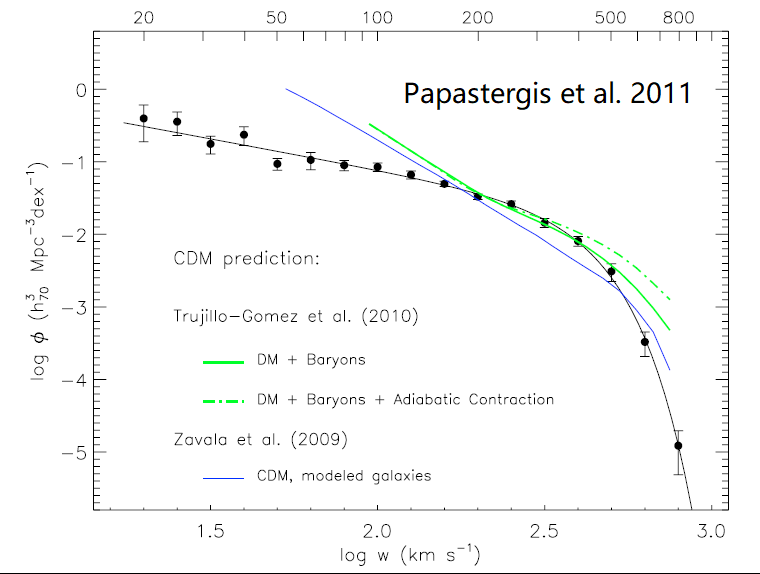 20 50 100 200 500 800
Papastergis et al. 2011
0
−1
−2
−3
−4
−5
log ϕ (h³₇₀ Mpc⁻³dex⁻¹)
CDM prediction:
Trujillo−Gomez et al. (2010)
DM + Baryons
DM + Baryons + Adiabatic Contraction
Zavala et al. (2009)
CDM, modeled galaxies
1.5 2.0 2.5 3.0
log w (km s⁻¹)